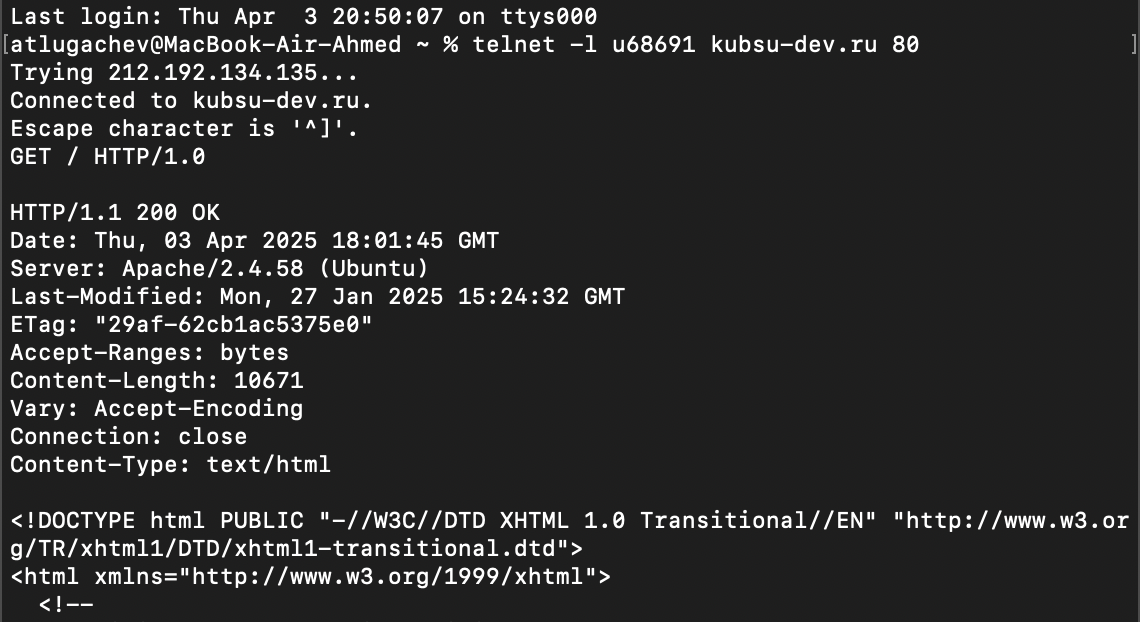 Last login: Thu Apr  3 20:50:07 on ttys000
[atlugachev@MacBook-Air-Ahmed ~ % telnet -l u68691 kubsu-dev.ru 80 ]
Trying 212.192.134.135...
Connected to kubsu-dev.ru.
Escape character is '^]'.
GET / HTTP/1.0

HTTP/1.1 200 OK
Date: Thu, 03 Apr 2025 18:01:45 GMT
Server: Apache/2.4.58 (Ubuntu)
Last-Modified: Mon, 27 Jan 2025 15:24:32 GMT
ETag: "29af-62cb1ac5375e0"
Accept-Ranges: bytes
Content-Length: 10671
Vary: Accept-Encoding
Connection: close
Content-Type: text/html

<!DOCTYPE html PUBLIC "-//W3C//DTD XHTML 1.0 Transitional//EN" "http://www.w3.or
g/TR/xhtml1/DTD/xhtml1-transitional.dtd">
<html xmlns="http://www.w3.org/1999/xhtml">
  <!--